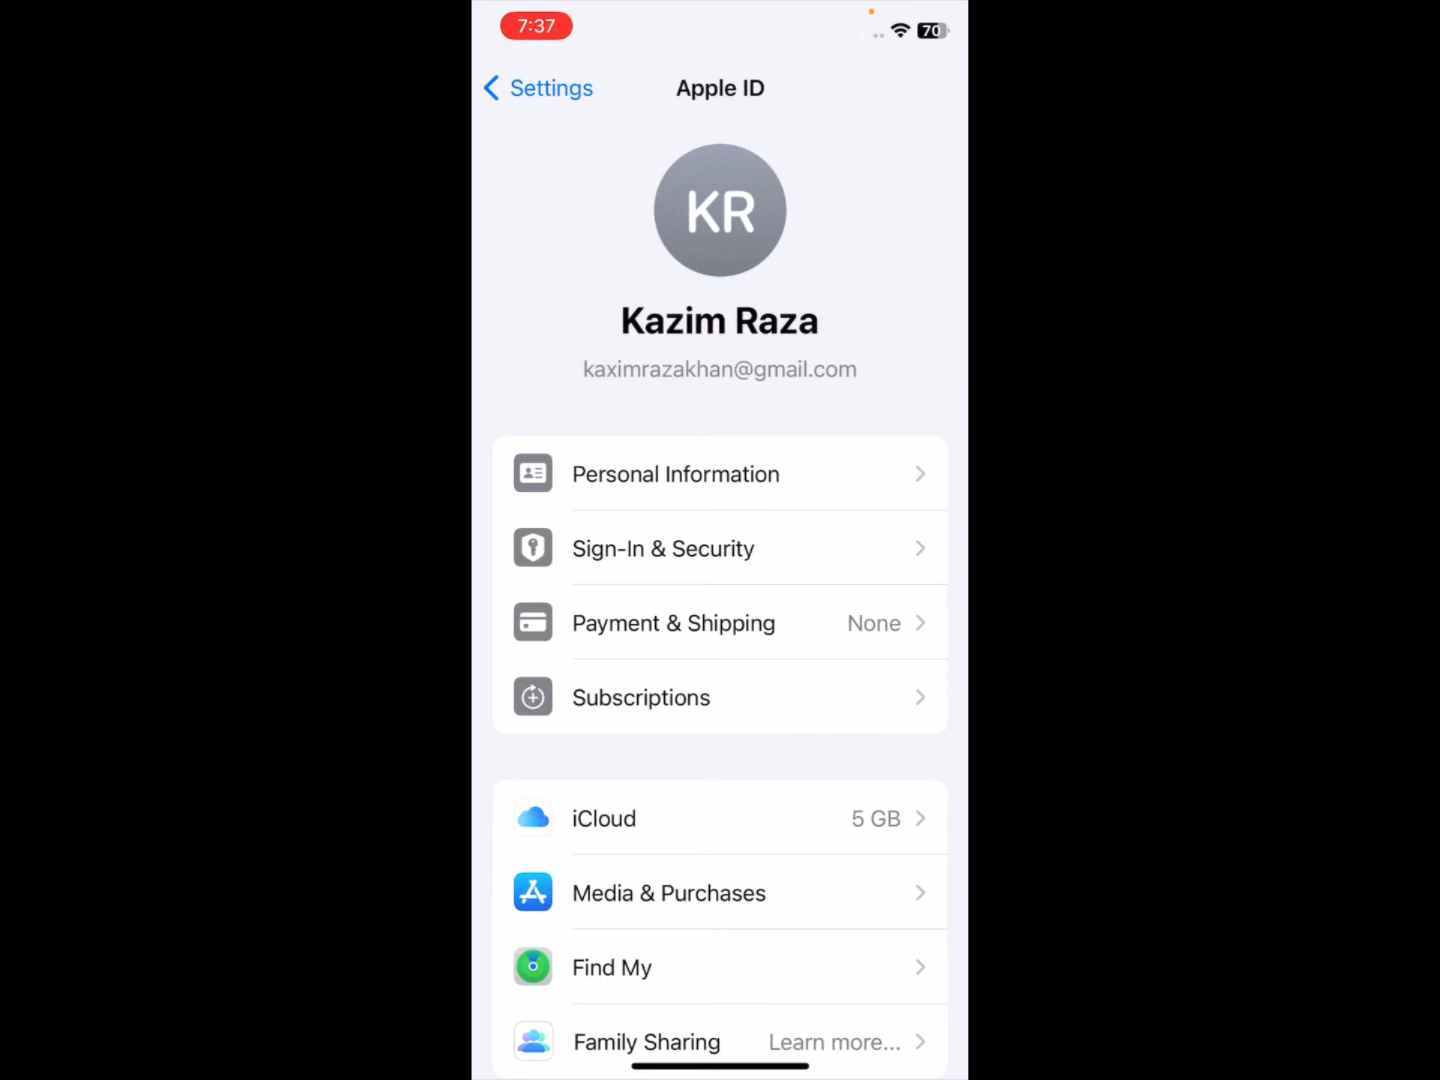 7:37
70
Settings
Apple ID
KR
Kazim Raza
kaximrazakhan@gmail.com
Personal Information
Sign-In & Security
Payment & Shipping None
Subscriptions
iCloud 5 GB
Media & Purchases
Find My
Family Sharing Learn more...